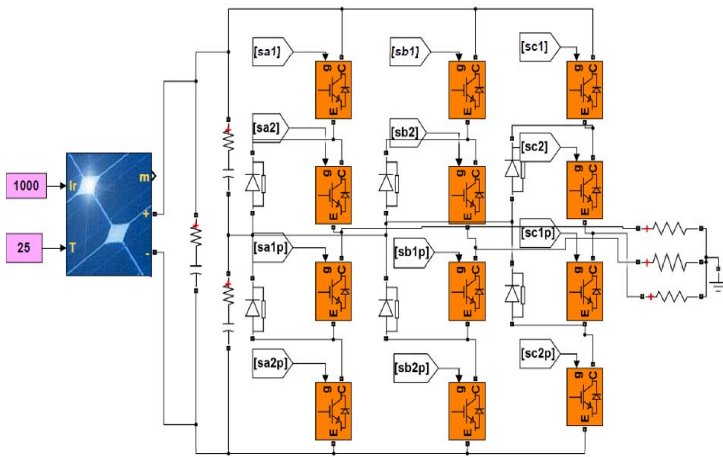 [sa1]
[sb1]
[sc1]
g C
E
g C
E
g C
E
[sa2]
[sb2]
[sc2]
g C
E
g C
E
g C
E
1000
Ir
m
+
25
T
-
[sa1p]
[sb1p]
[sc1p]
g C
E
g C
E
g C
E
+
+
+
+
+
+
[sa2p]
[sb2p]
[sc2p]
g C
E
g C
E
g C
E